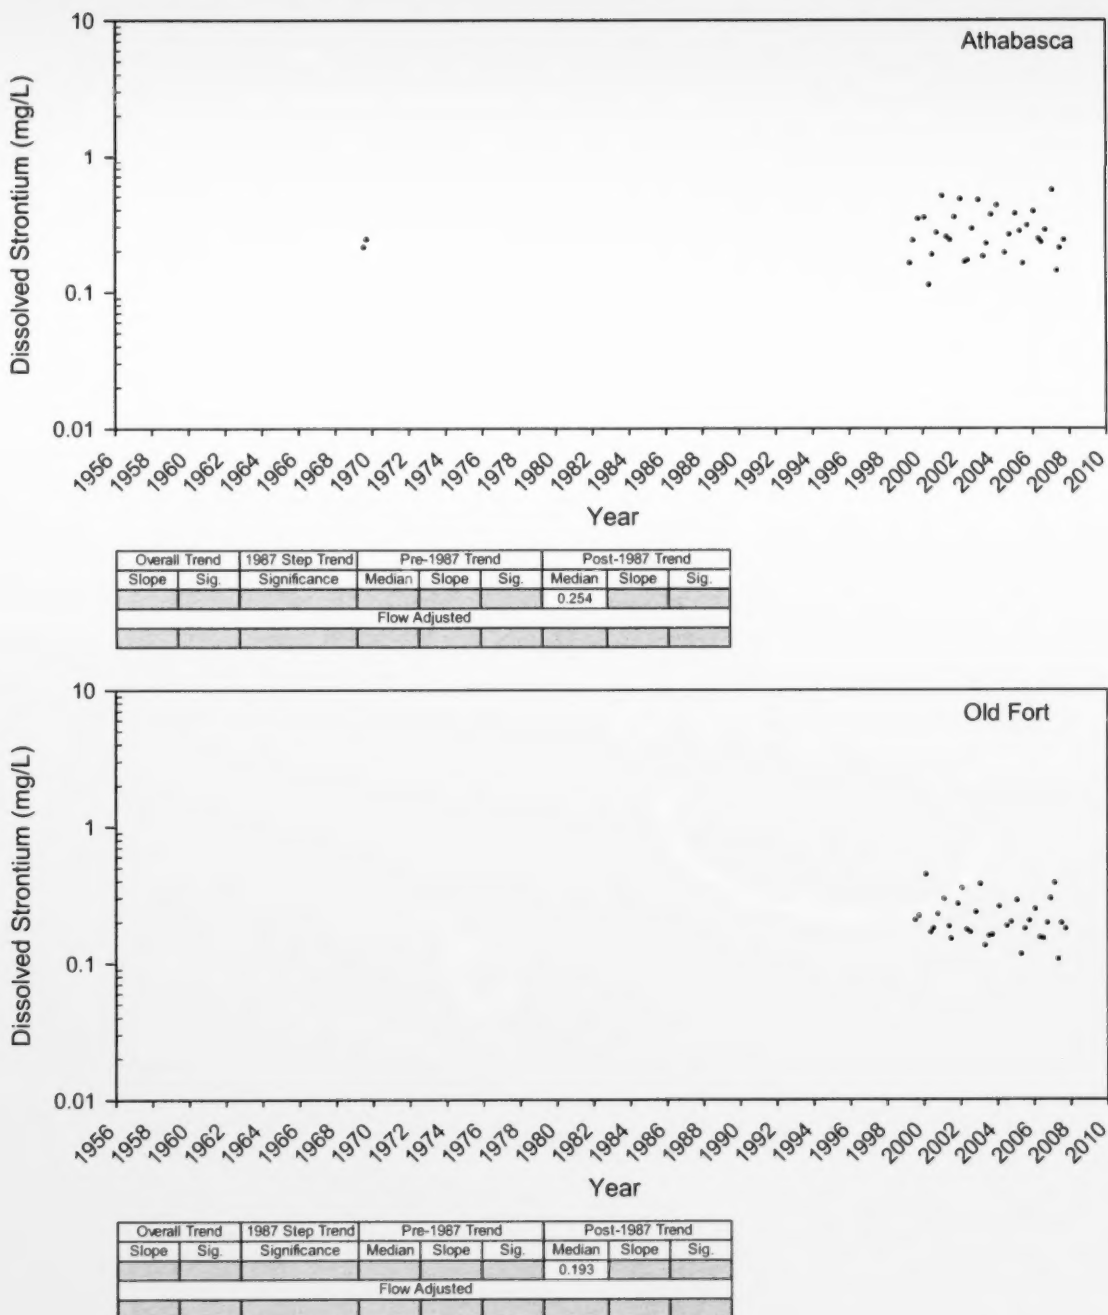 Athabasca
Dissolved Strontium (mg/L)
10
1
0.1
0.01
1956 1958 1960 1962 1964 1966 1968 1970 1972 1974 1976 1978 1980 1982 1984 1986 1988 1990 1992 1994 1996 1998 2000 2002 2004 2006 2008 2010
Year
Overall Trend 1987 Step Trend Pre-1987 Trend Post-1987 Trend
Slope Sig. Significance Median Slope Sig. Median Slope Sig.
0.254
Flow Adjusted
Old Fort
Dissolved Strontium (mg/L)
10
1
0.1
0.01
1956 1958 1960 1962 1964 1966 1968 1970 1972 1974 1976 1978 1980 1982 1984 1986 1988 1990 1992 1994 1996 1998 2000 2002 2004 2006 2008 2010
Year
Overall Trend 1987 Step Trend Pre-1987 Trend Post-1987 Trend
Slope Sig. Significance Median Slope Sig. Median Slope Sig.
0.193
Flow Adjusted